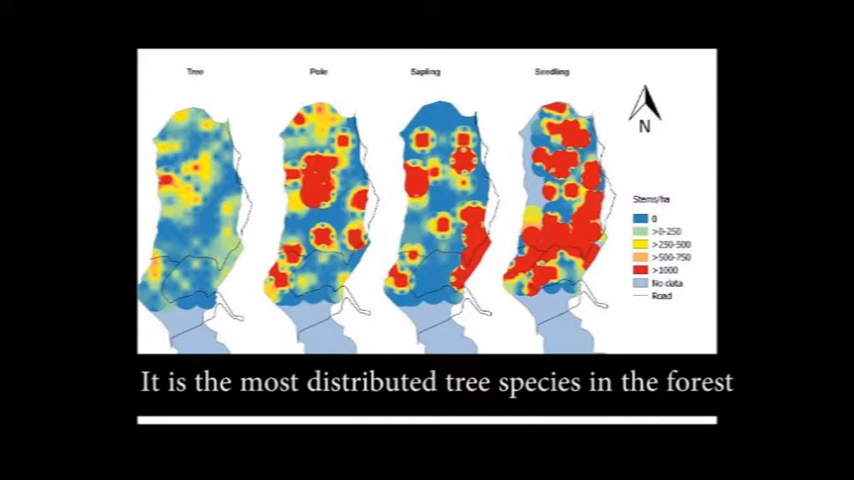 Tree Pole Sapling Seedling
N
Stems/ha
0
>0-250
>250-500
>500-750
>1000
No data
Road
It is the most distributed tree species in the forest